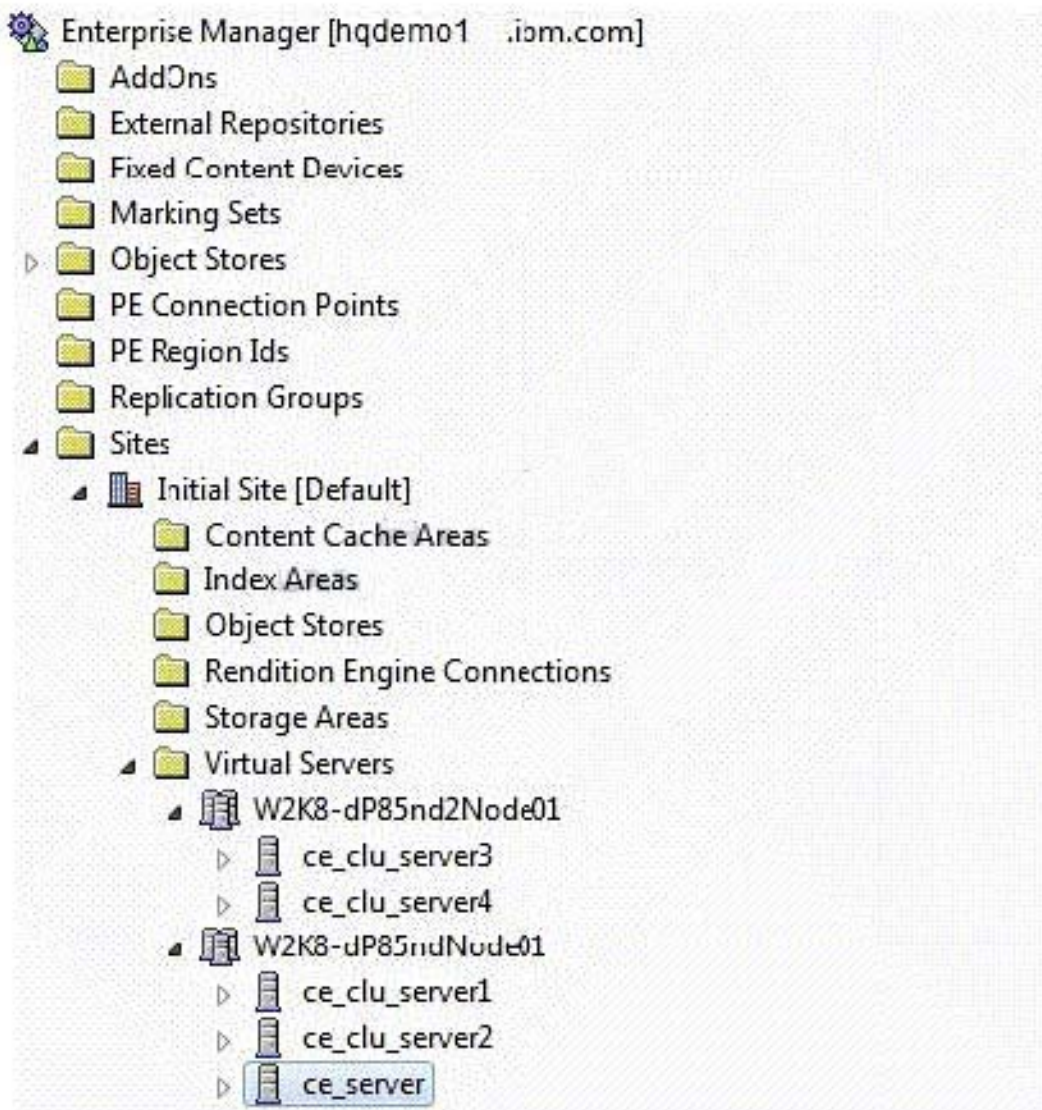 Enterprise Manager [hqdemo1 .ibm.com]
AddOns
External Repositories
Fixed Content Devices
Marking Sets
Object Stores
PE Connection Points
PE Region Ids
Replication Groups
Sites
Initial Site [Default]
Content Cache Areas
Index Areas
Object Stores
Rendition Engine Connections
Storage Areas
Virtual Servers
W2K8-dP85nd2Node01
ce_clu_server3
ce_clu_server4
W2K8-dP85ndNode01
ce_clu_server1
ce_clu_server2
ce_server